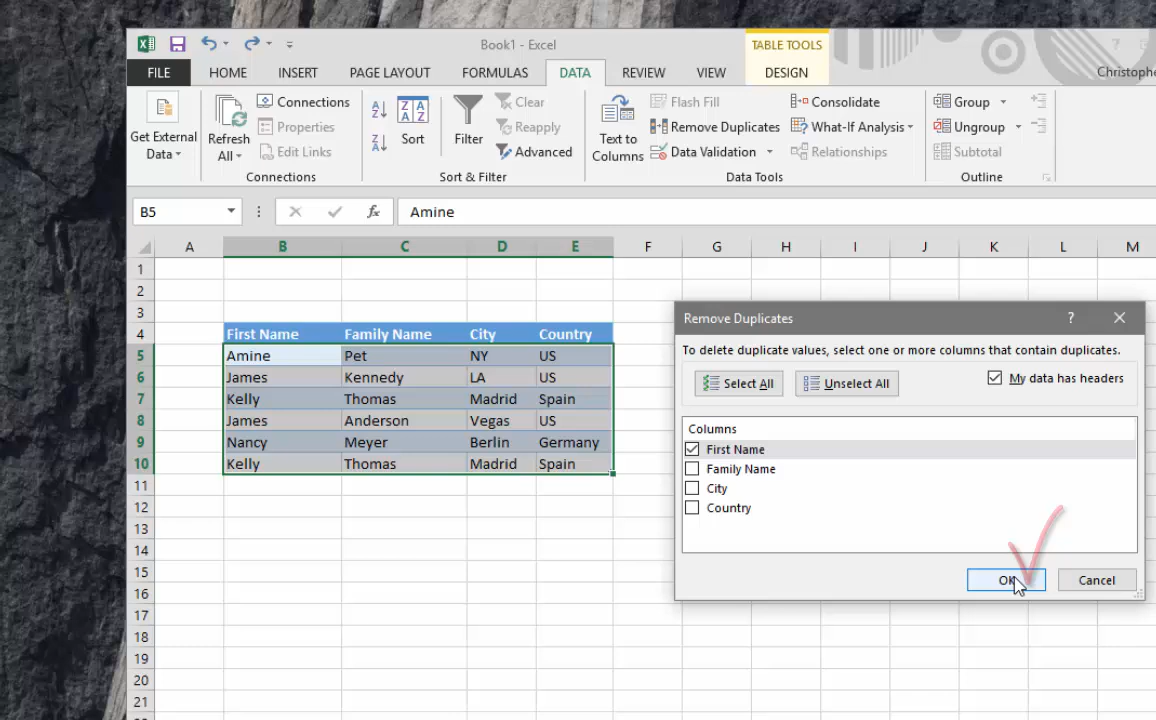 Book1 - Excel
TABLE TOOLS
FILE HOME INSERT PAGE LAYOUT FORMULAS DATA REVIEW VIEW DESIGN
Get External Data
Refresh All
Connections
Properties
Edit Links
Connections
Sort
Filter
Clear
Reapply
Advanced
Sort & Filter
Text to Columns
Flash Fill
Remove Duplicates
Data Validation
Consolidate
What-If Analysis
Relationships
Data Tools
Group
Ungroup
Subtotal
Outline
B5 fx Amine
A B C D E F G H I J K L M
1
2
3
4 First Name Family Name City Country
5 Amine Pet NY US
6 James Kennedy LA US
7 Kelly Thomas Madrid Spain
8 James Anderson Vegas US
9 Nancy Meyer Berlin Germany
10 Kelly Thomas Madrid Spain
11
12
13
14
15
16
17
18
19
20
21
Remove Duplicates ?
To delete duplicate values, select one or more columns that contain duplicates.
Select All Unselect All My data has headers
Columns
First Name
Family Name
City
Country
OK Cancel